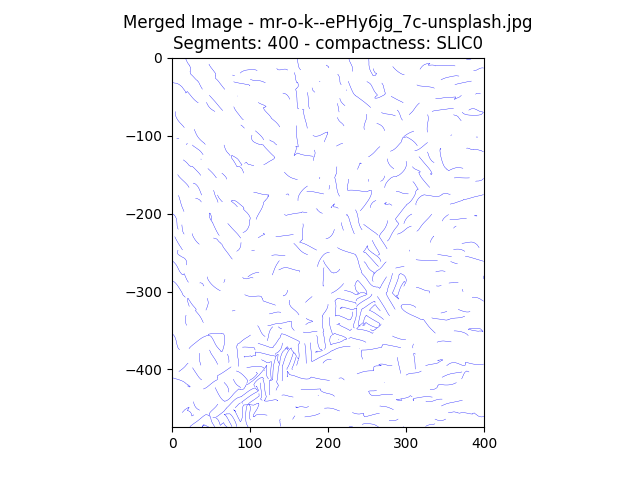 Merged Image - mr-o-k--ePHy6jg_7c-unsplash.jpg
Segments: 400 - compactness: SLIC0
0
−100
−200
−300
−400
0 100 200 300 400